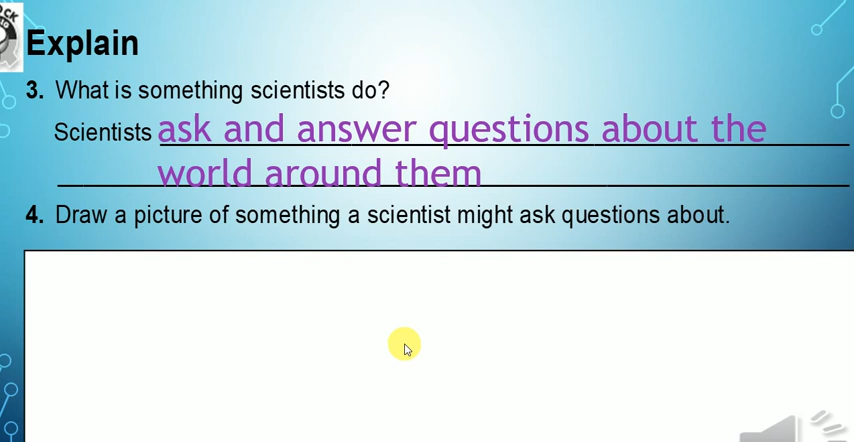 Explain
3. What is something scientists do?
Scientists ask and answer questions about the
world around them
4. Draw a picture of something a scientist might ask questions about.